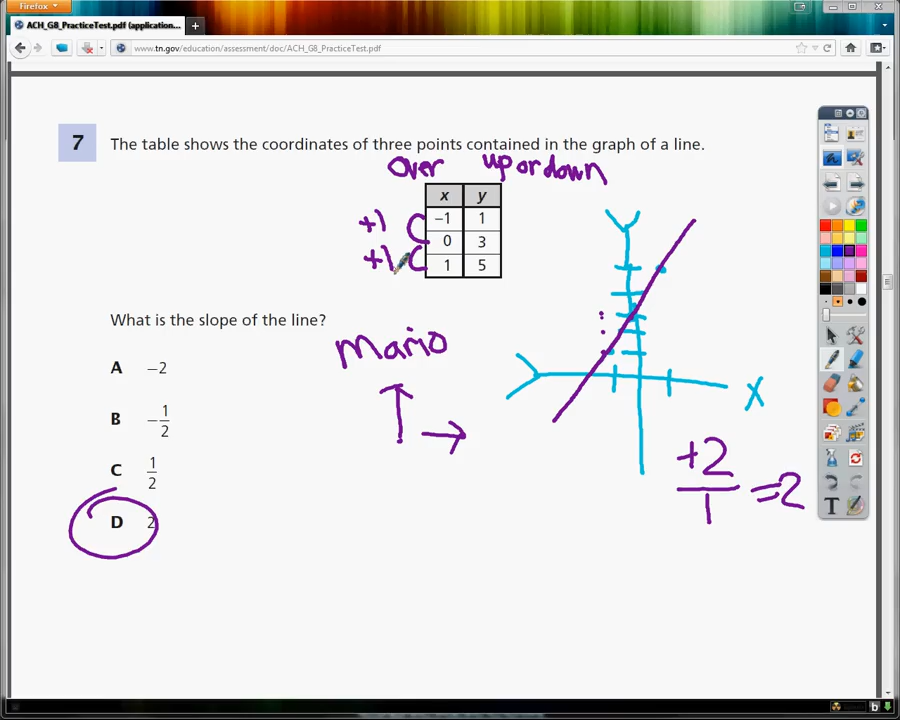 Firefox
ACH_G8_PracticeTest.pdf (application...
www.tn.gov/education/assessment/doc/ACH_G8_PracticeTest.pdf
7 The table shows the coordinates of three points contained in the graph of a line.
over up or down
x y
+1 −1 1
0 3
+1 1 5
Y
What is the slope of the line?
Mario
A −2
X
B −1/2
C 1/2
+2/1 =2
D 2
T
b